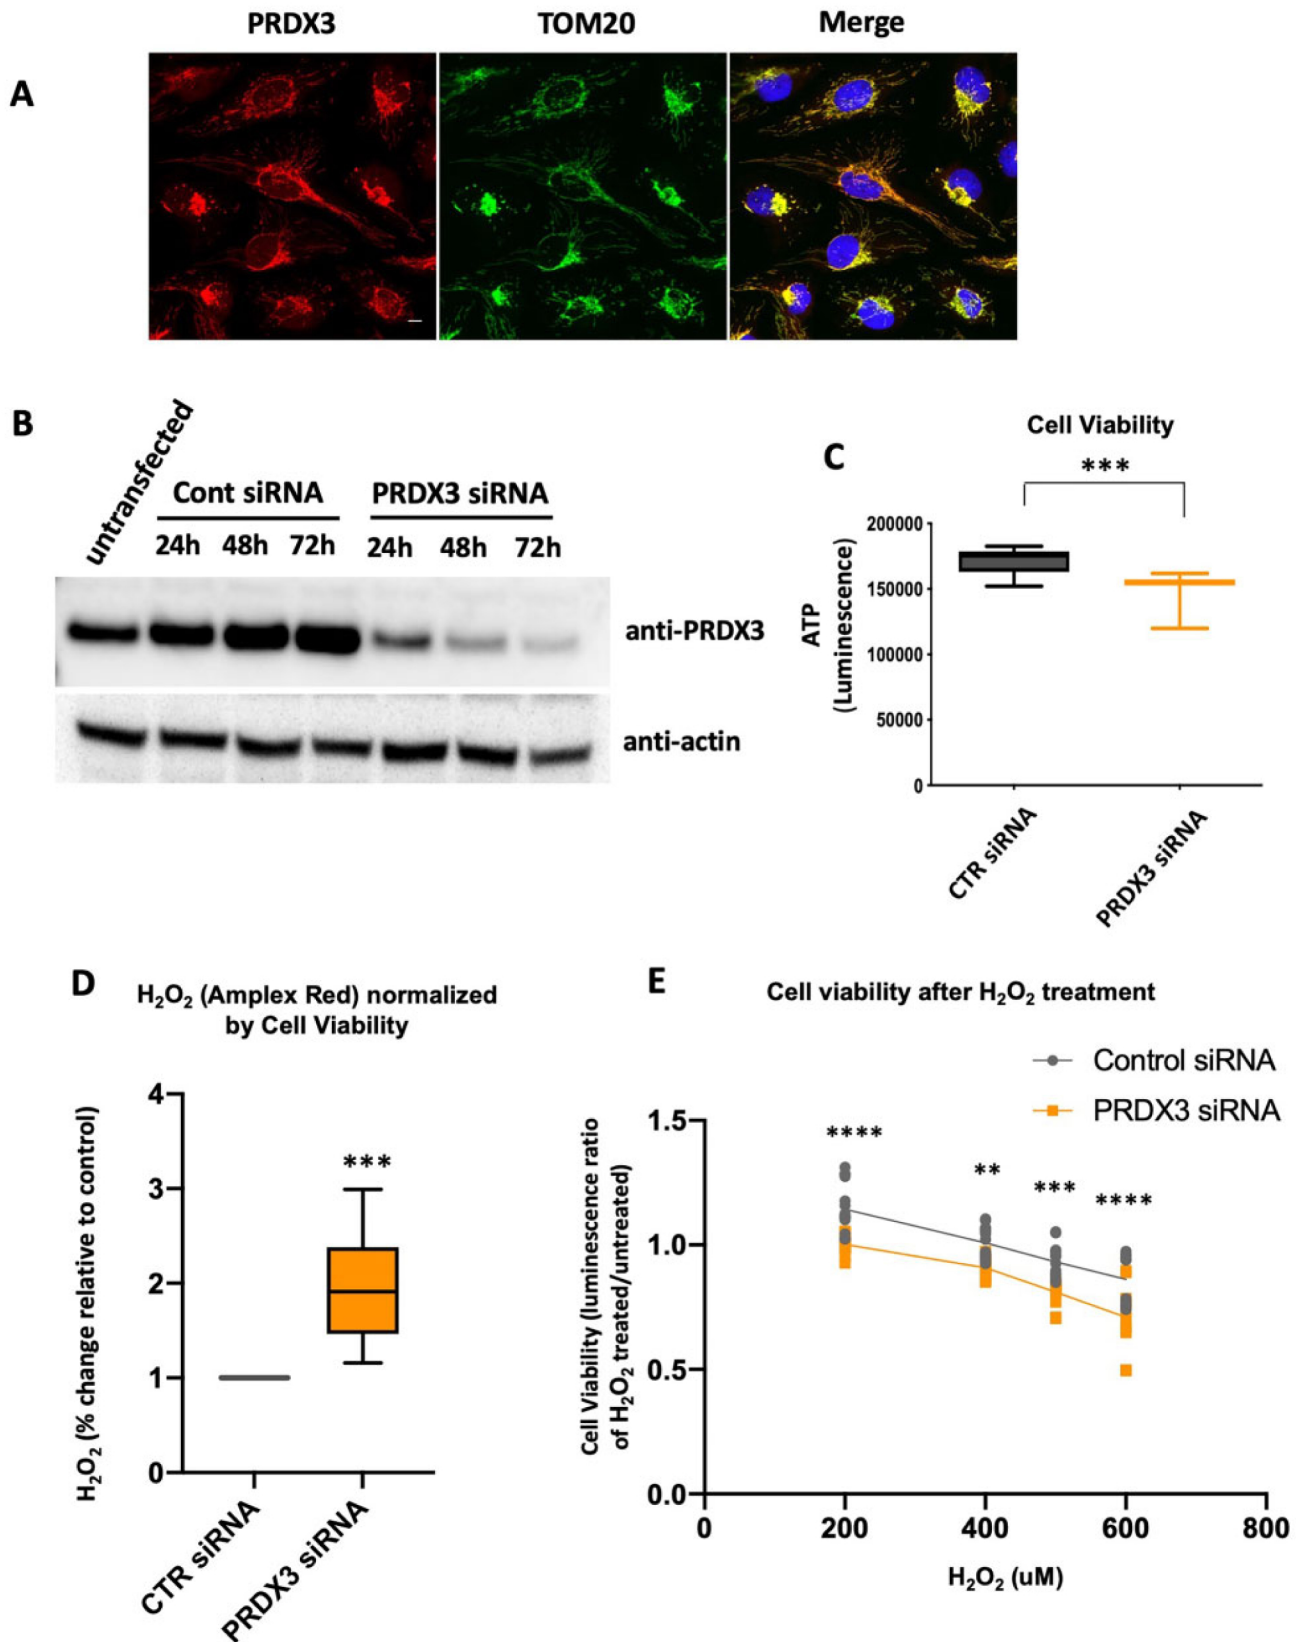 PRDX3 TOM20 Merge
A
B
untransfected
Cont siRNA PRDX3 siRNA
24h 48h 72h 24h 48h 72h
anti-PRDX3
anti-actin
C
Cell Viability
***
ATP
(Luminescence)
200000
150000
100000
50000
0
CTR siRNA
PRDX3 siRNA
D
H₂O₂ (Amplex Red) normalized
by Cell Viability
H₂O₂ (% change relative to control)
4
3
2
1
0
***
CTR siRNA
PRDX3 siRNA
E
Cell viability after H₂O₂ treatment
Control siRNA
PRDX3 siRNA
Cell Viability (luminescence ratio
of H₂O₂ treated/untreated)
1.5
1.0
0.5
0.0
**** ** *** ****
0 200 400 600 800
H₂O₂ (uM)